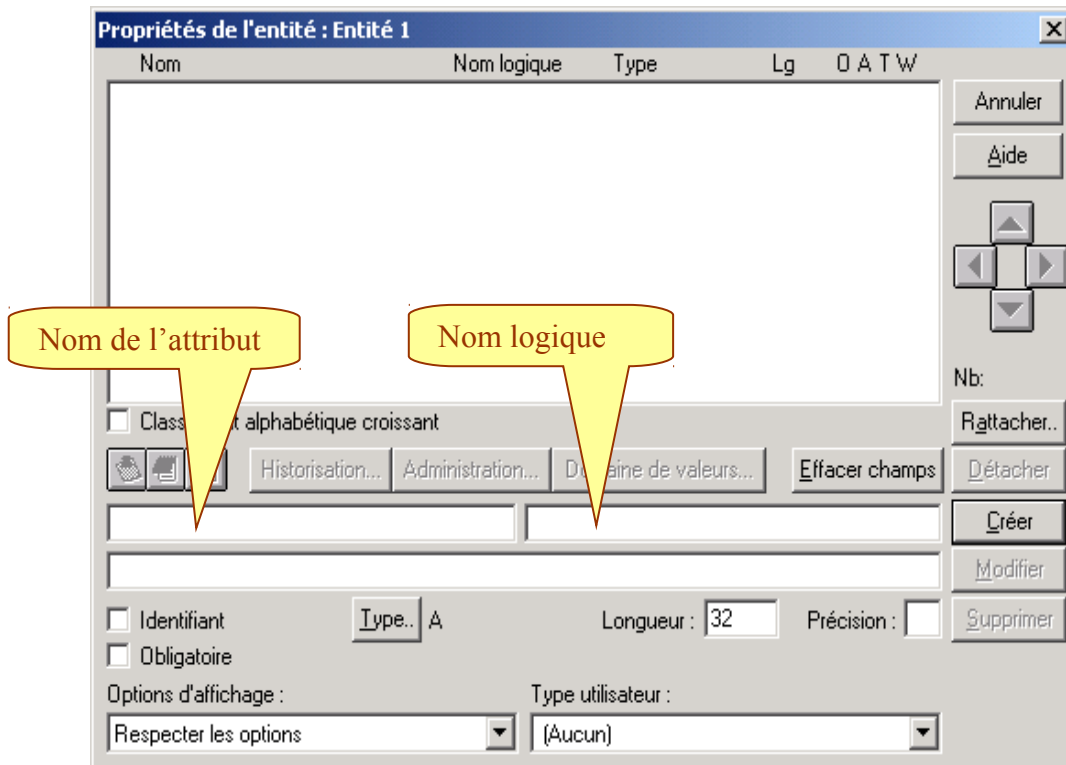 Propriétés de l'entité : Entité 1
Nom Nom logique Type Lg O A T W
Annuler
Aide
Nom de l’attribut
Nom logique
Nb:
alphabétique croissant
Rattacher..
Historisation... Administration... de valeurs... Effacer champs Détacher
Créer
Modifier
Identifiant Type.. A Longueur : 32 Précision : Supprimer
Obligatoire
Options d'affichage : Type utilisateur :
Respecter les options (Aucun)